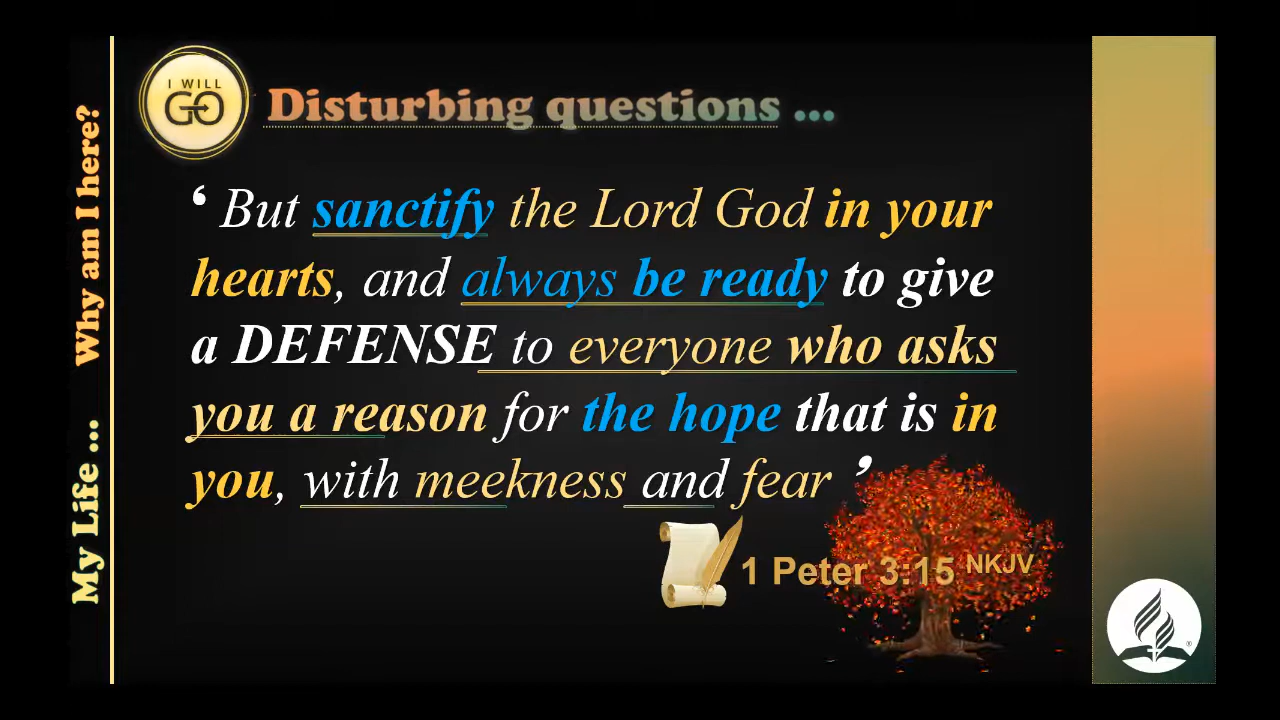 I WILL
GO
Disturbing questions ...
‘ But sanctify the Lord God in your
hearts, and always be ready to give
a DEFENSE to everyone who asks
you a reason for the hope that is in
you, with meekness and fear ’
1 Peter 3:15 NKJV
My Life ... Why am I here?
®